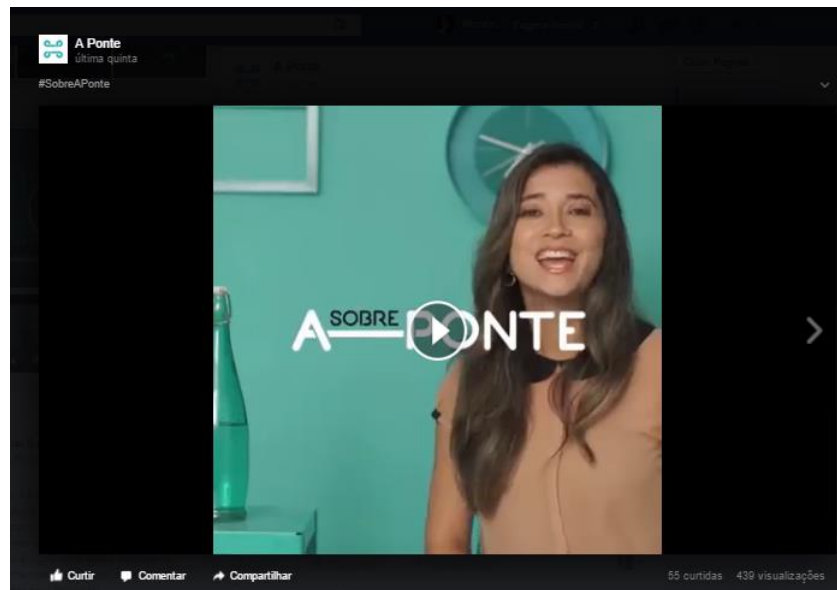 A Ponte
última quinta
#SobreAPonte
A SOBRE PONTE
Curtir Comentar Compartilhar 55 curtidas 439 visualizações